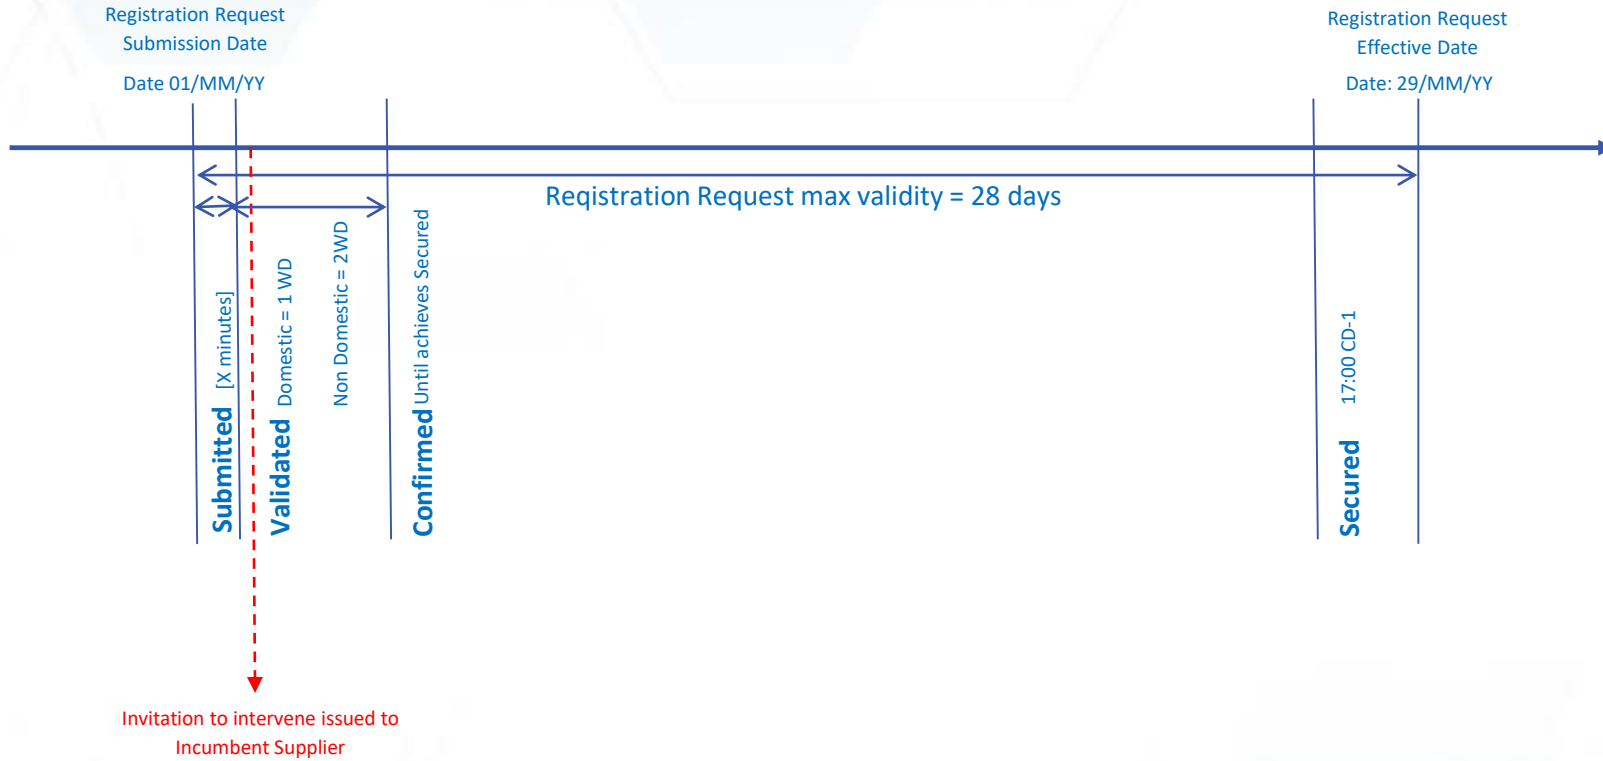 Registration Request
Submission Date
Date 01/MM/YY
Registration Request
Effective Date
Date: 29/MM/YY
Reqistration Request max validity = 28 days
Submitted [X minutes]
Validated Domestic = 1 WD
Non Domestic = 2WD
Confirmed Until achieves Secured
Secured 17:00 CD-1
Invitation to intervene issued to
Incumbent Supplier